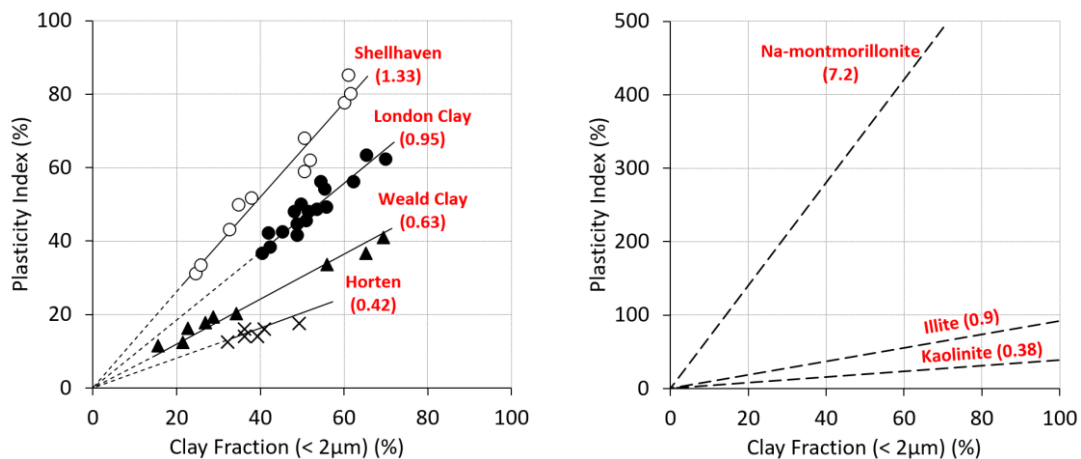 100
80
60
40
20
0
Plasticity Index (%)
Shellhaven
(1.33)
London Clay
(0.95)
Weald Clay
(0.63)
Horten
(0.42)
0 20 40 60 80 100
Clay Fraction (< 2μm) (%)
500
400
300
200
100
0
Plasticity Index (%)
Na-montmorillonite
(7.2)
Illite (0.9)
Kaolinite (0.38)
0 20 40 60 80 100
Clay Fraction (< 2μm) (%)